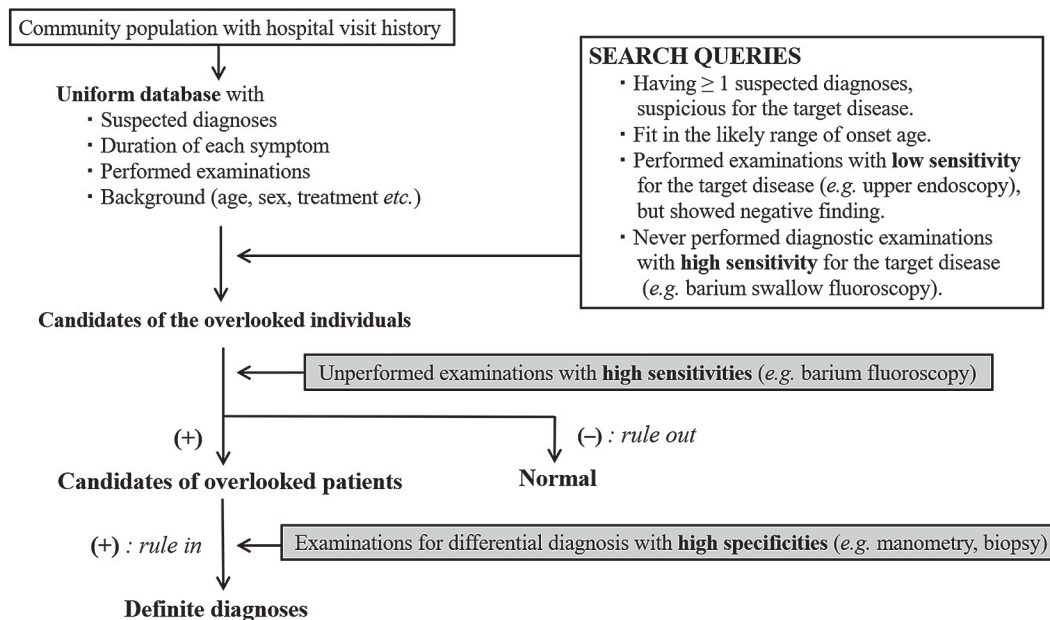 Community population with hospital visit history
Uniform database with
・Suspected diagnoses
・Duration of each symptom
・Performed examinations
・Background (age, sex, treatment etc.)
SEARCH QUERIES
・Having ≥ 1 suspected diagnoses,
suspicious for the target disease.
・Fit in the likely range of onset age.
・Performed examinations with low sensitivity
for the target disease (e.g. upper endoscopy),
but showed negative finding.
・Never performed diagnostic examinations
with high sensitivity for the target disease
(e.g. barium swallow fluoroscopy).
Candidates of the overlooked individuals
Unperformed examinations with high sensitivities (e.g. barium fluoroscopy)
(+)
(–) : rule out
Candidates of overlooked patients
Normal
(+) : rule in
Examinations for differential diagnosis with high specificities (e.g. manometry, biopsy)
Definite diagnoses